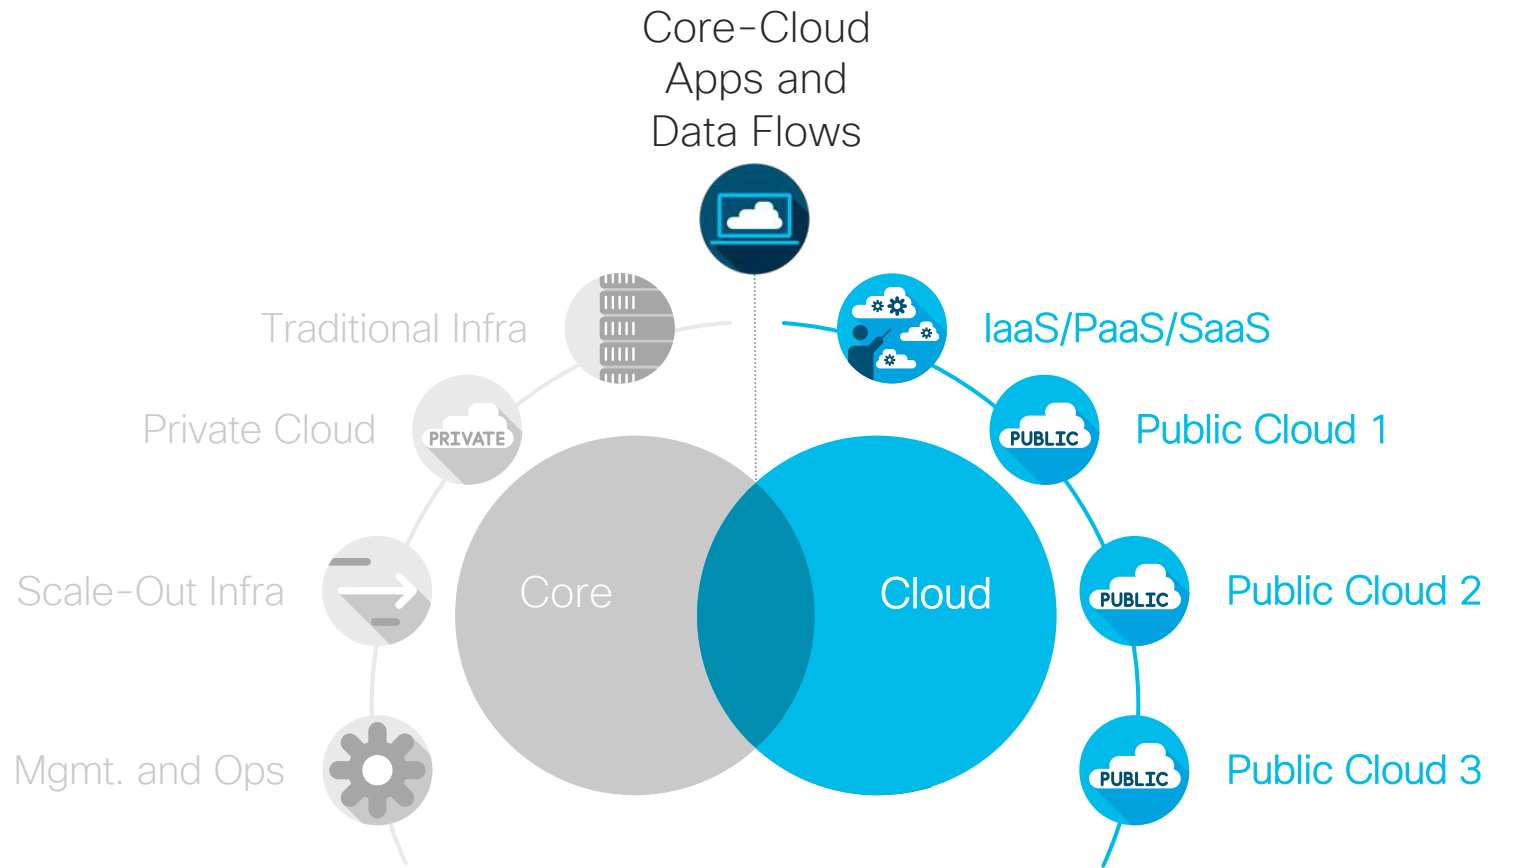 Core-Cloud
Apps and
Data Flows
Traditional Infra
IaaS/PaaS/SaaS
Private Cloud
PRIVATE
PUBLIC
Public Cloud 1
Scale-Out Infra
Core
Cloud
PUBLIC
Public Cloud 2
Mgmt. and Ops
PUBLIC
Public Cloud 3